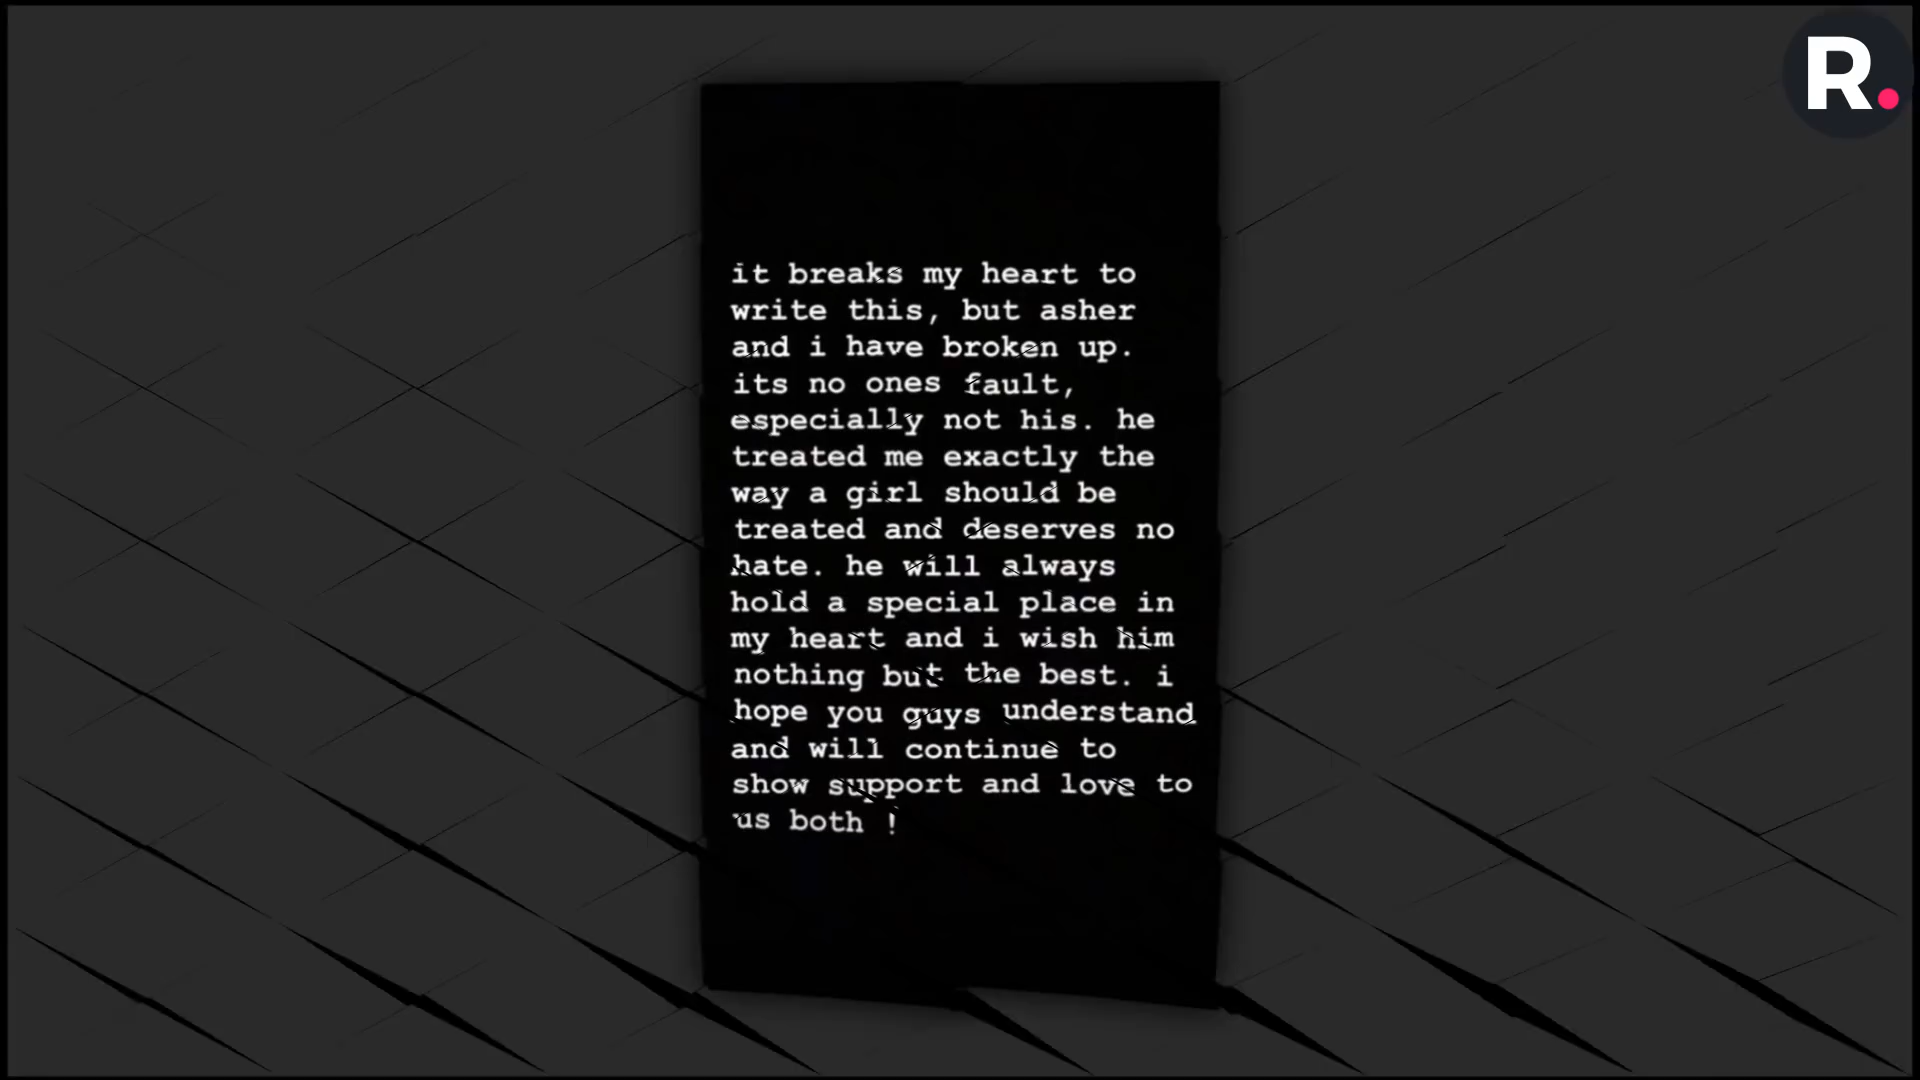 R.
it breaks my heart to
write this, but asher
and i have broken up.
its no ones fault,
especially not his. he
treated me exactly the
way a girl should be
treated and deserves no
hate. he will always
hold a special place in
my heart and i wish him
nothing but the best. i
hope you guys understand
and will continue to
show support and love to
us both !